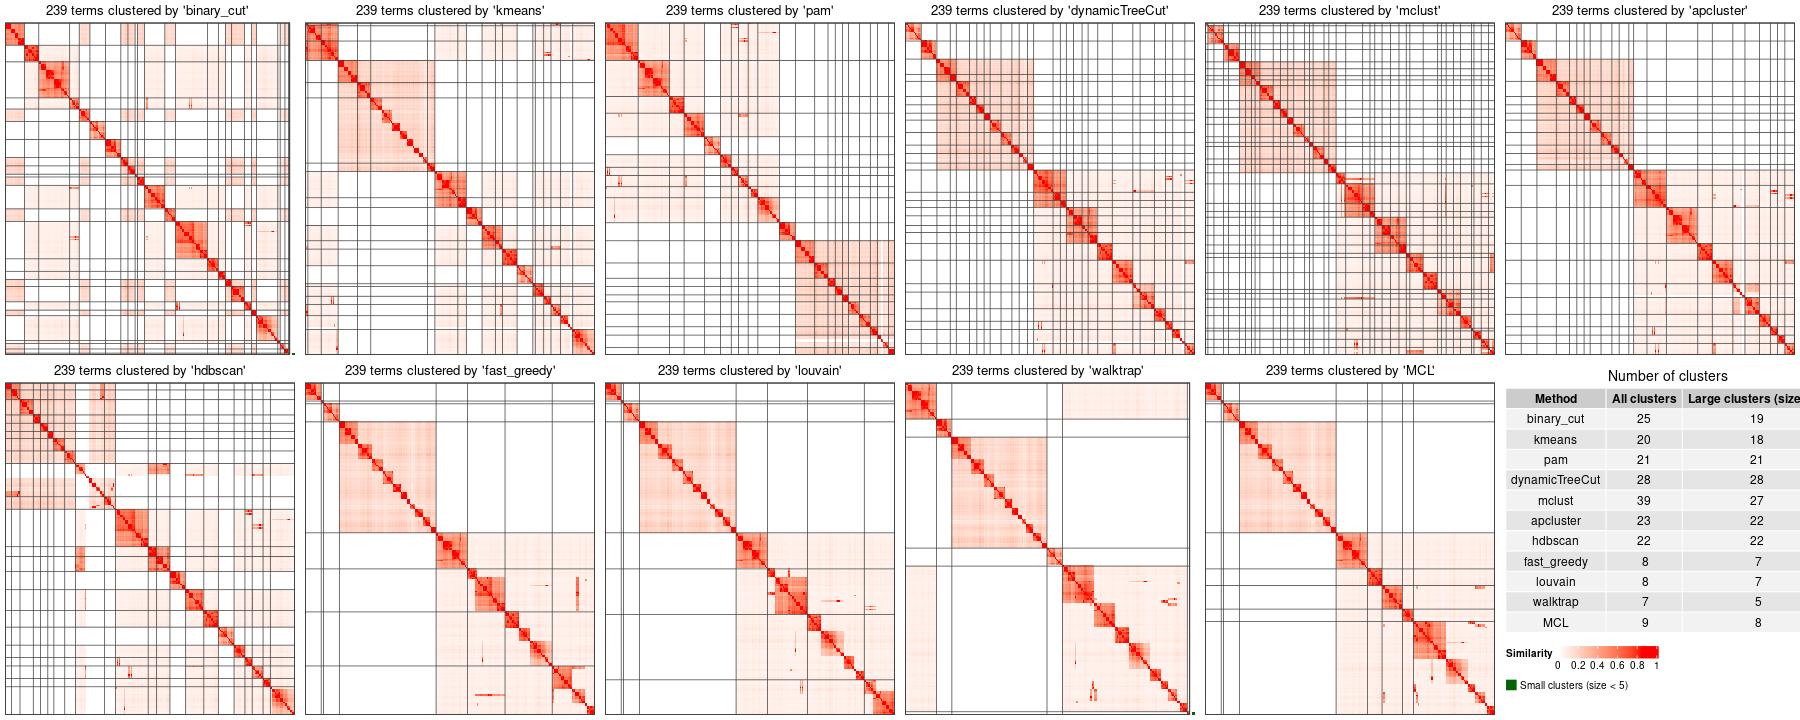 239 terms clustered by 'binary_cut'
239 terms clustered by 'kmeans'
239 terms clustered by 'pam'
239 terms clustered by 'dynamicTreeCut'
239 terms clustered by 'mclust'
239 terms clustered by 'apcluster'
239 terms clustered by 'hdbscan'
239 terms clustered by 'fast_greedy'
239 terms clustered by 'louvain'
239 terms clustered by 'walktrap'
239 terms clustered by 'MCL'
Number of clusters
Method All clusters Large clusters (size
binary_cut 25 19
kmeans 20 18
pam 21 21
dynamicTreeCut 28 28
mclust 39 27
apcluster 23 22
hdbscan 22 22
fast_greedy 8 7
louvain 8 7
walktrap 7 5
MCL 9 8
Similarity
0 0.2 0.4 0.6 0.8 1
Small clusters (size < 5)